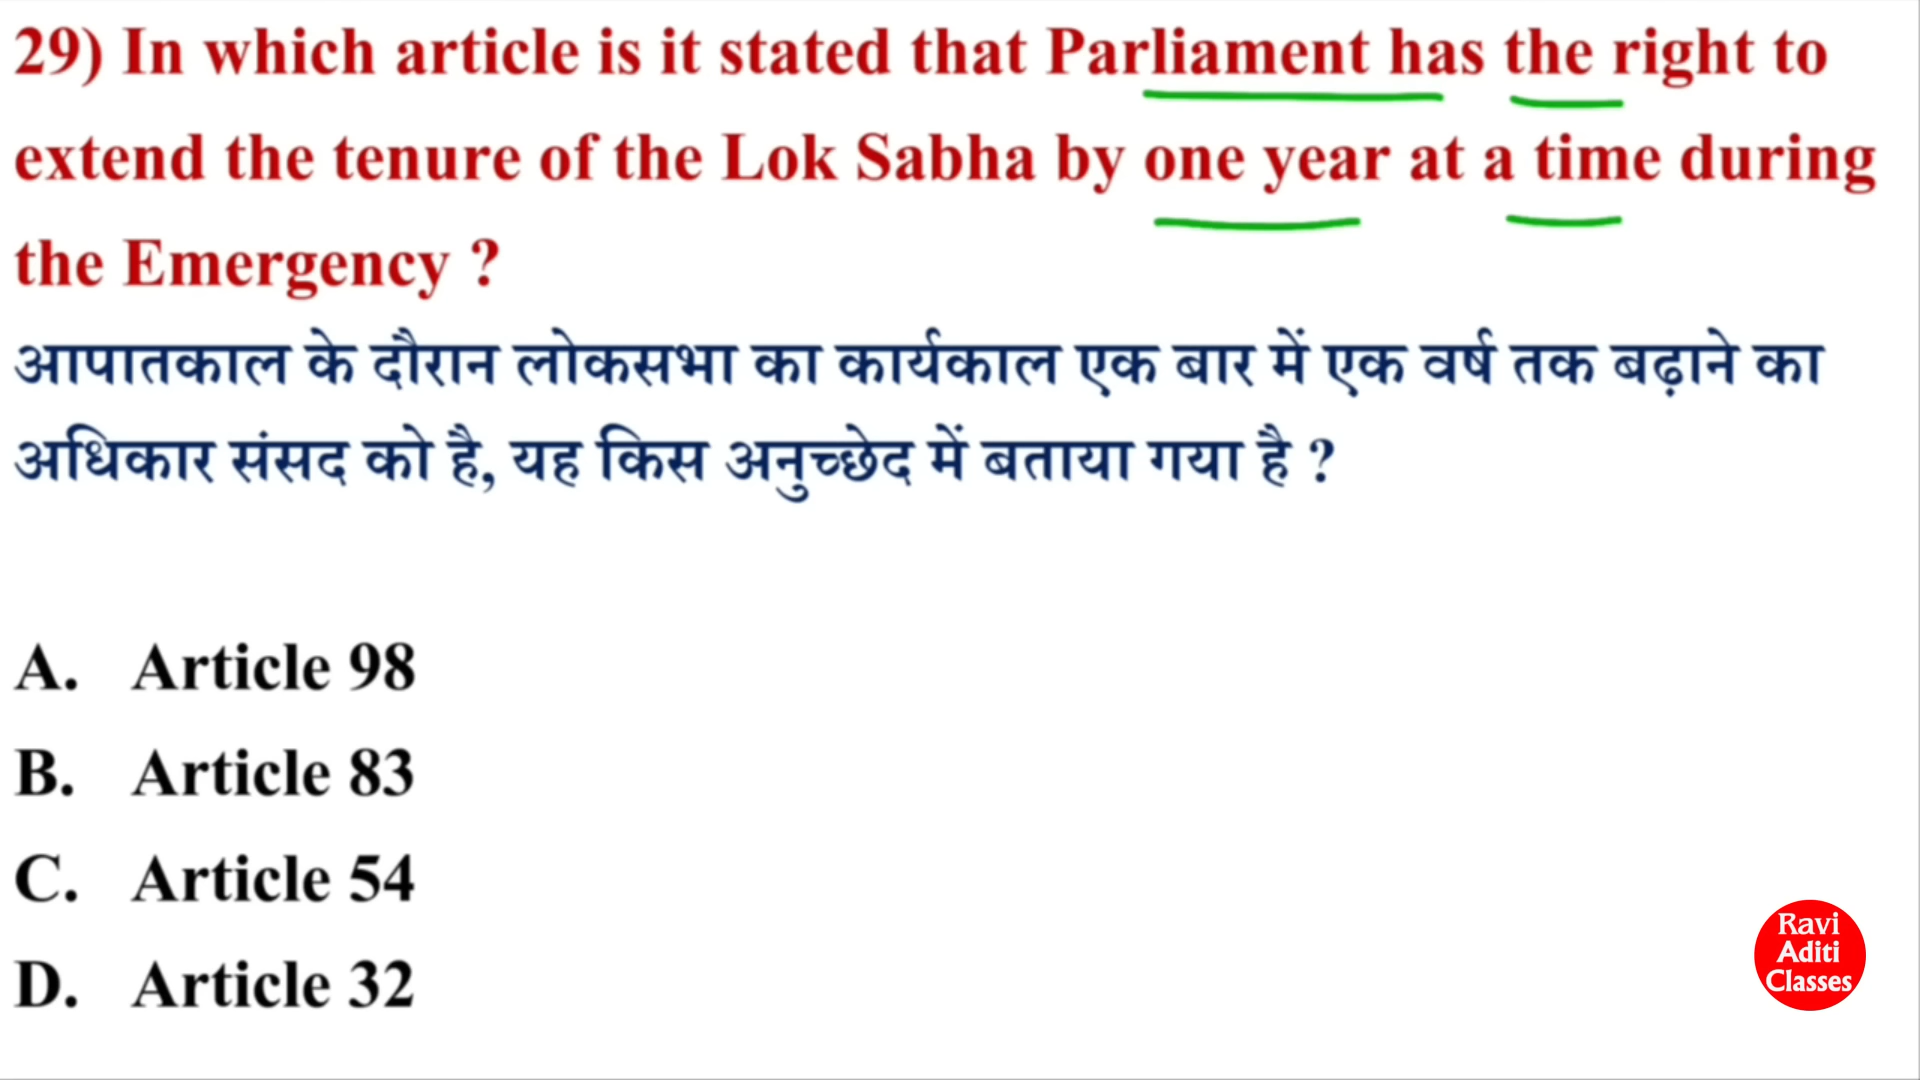 29) In which article is it stated that Parliament has the right to
extend the tenure of the Lok Sabha by one year at a time during
the Emergency ?
आपातकाल के दौरान लोकसभा का कार्यकाल एक बार में एक वर्ष तक बढ़ाने का
अधिकार संसद को है, यह किस अनुच्छेद में बताया गया है ?
A. Article 98
B. Article 83
C. Article 54
D. Article 32
Ravi
Aditi
Classes